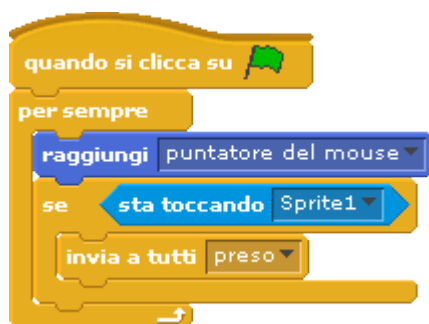 quando si clicca su
per sempre
raggiungi puntatore del mouse
se sta toccando Sprite1
invia a tutti preso